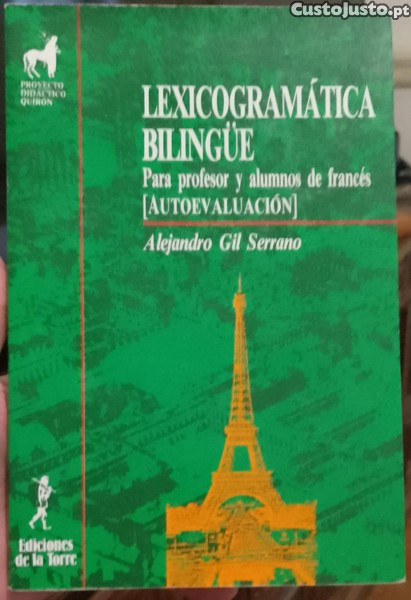 CustoJusto.pt
PROYECTO
DIDÁCTICO
QUIRÓN
LEXICOGRAMÁTICA
BILINGÜE
Para profesor y alumnos de francés
[AUTOEVALUACIÓN]
Alejandro Gil Serrano
Ediciones
de la Torre